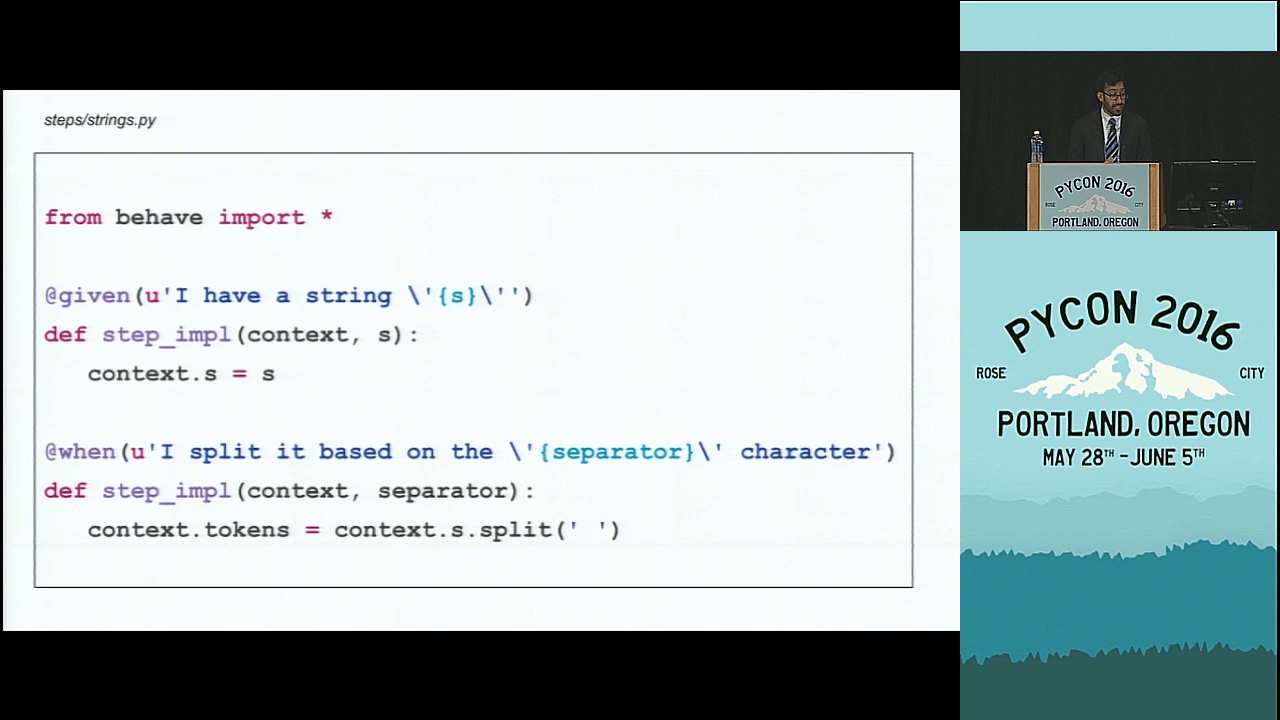 steps/strings.py
from behave import *
@given(u'I have a string \'{s}\'')
def step_impl(context, s):
context.s = s
@when(u'I split it based on the \'{separator}\' character')
def step_impl(context, separator):
context.tokens = context.s.split(' ')
PYCON 2016
ROSE CITY
PORTLAND, OREGON
PYCON 2016
ROSE CITY
PORTLAND, OREGON
MAY 28TH - JUNE 5TH